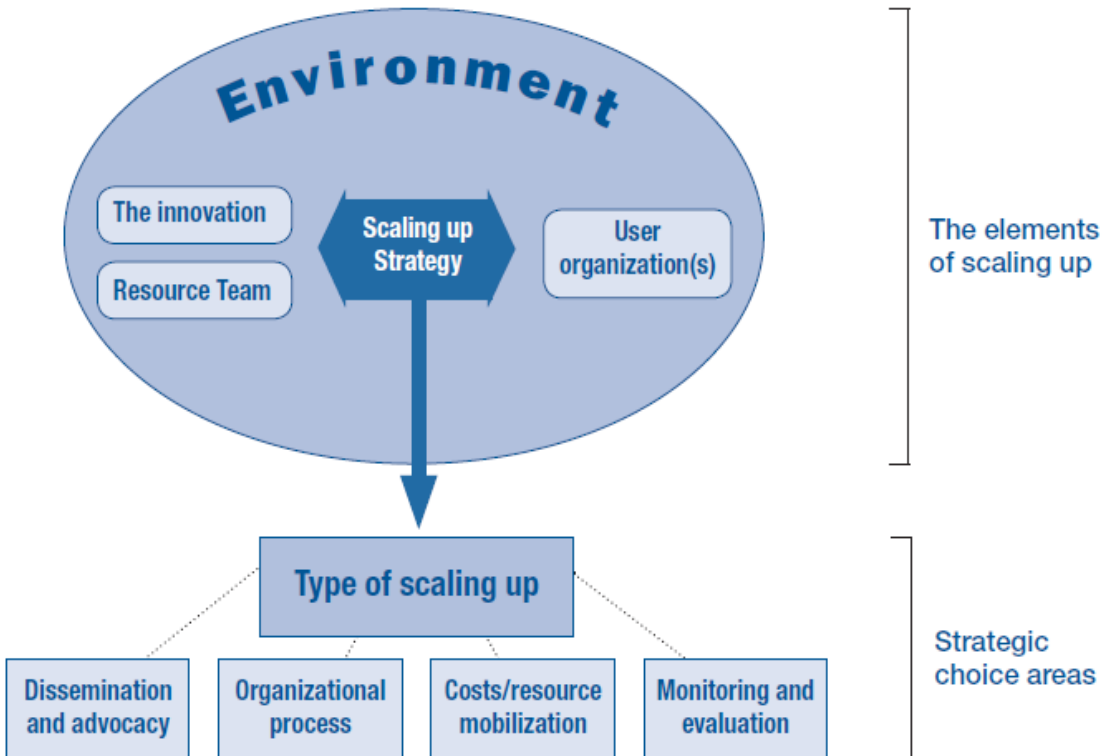 Environment
The innovation
Resource Team
Scaling up
Strategy
User
organization(s)
The elements
of scaling up
Type of scaling up
Dissemination
and advocacy
Organizational
process
Costs/resource
mobilization
Monitoring and
evaluation
Strategic
choice areas